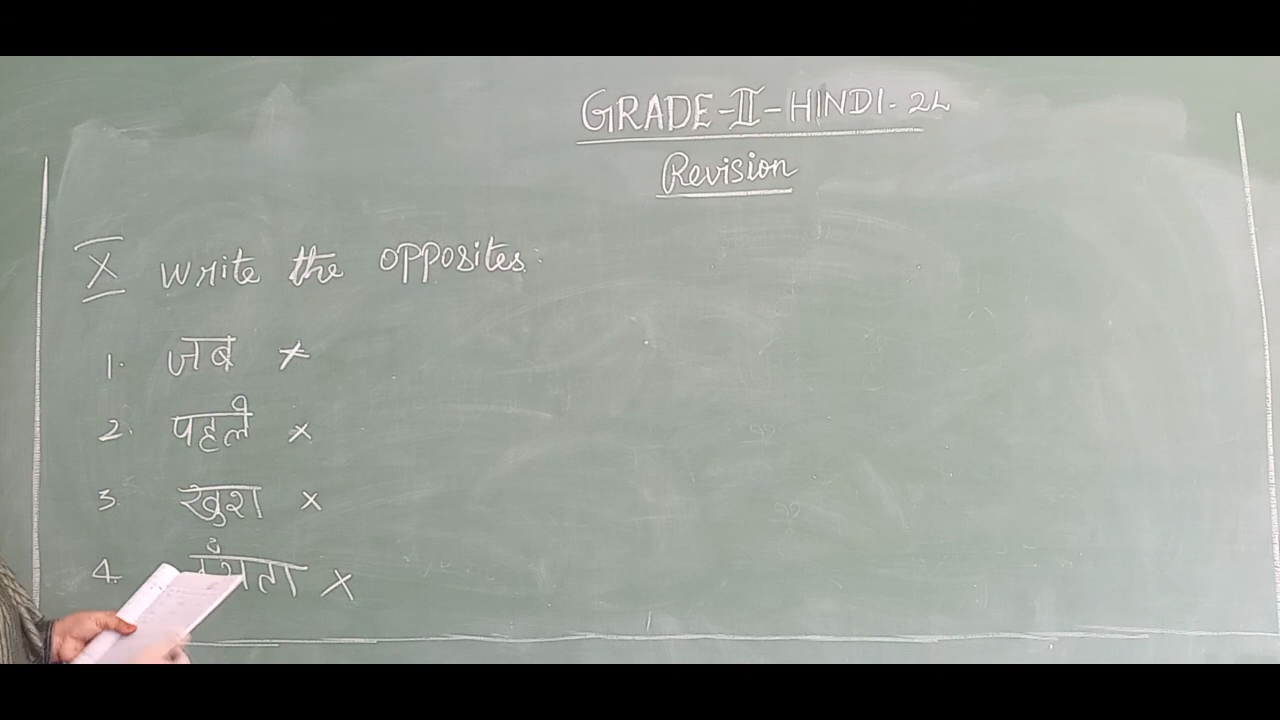 GRADE-II-HINDI-2L
Revision
X Write the opposites:
1. जब ×
2. पहले ×
3. खुश ×
4. ×